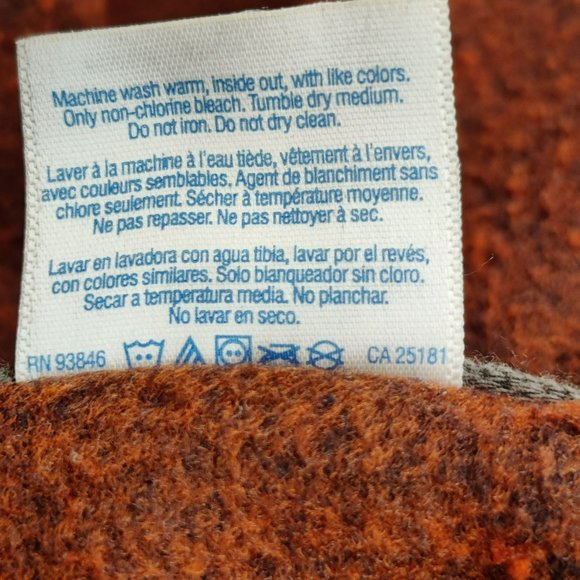 Machine wash warm, inside out, with like colors.
Only non-chlorine bleach. Tumble dry medium.
Do not iron. Do not dry clean.
Laver à la machine à l'eau tiède, vêtement à l'envers,
avec couleurs semblables. Agent de blanchiment sans
chlore seulement. Sécher à température moyenne.
Ne pas repasser. Ne pas nettoyer à sec.
Lavar en lavadora con agua tibia, lavar por el revés,
con colores similares. Solo blanqueador sin cloro.
Secar a temperatura media. No planchar.
No lavar en seco.
RN 93846 CA 25181